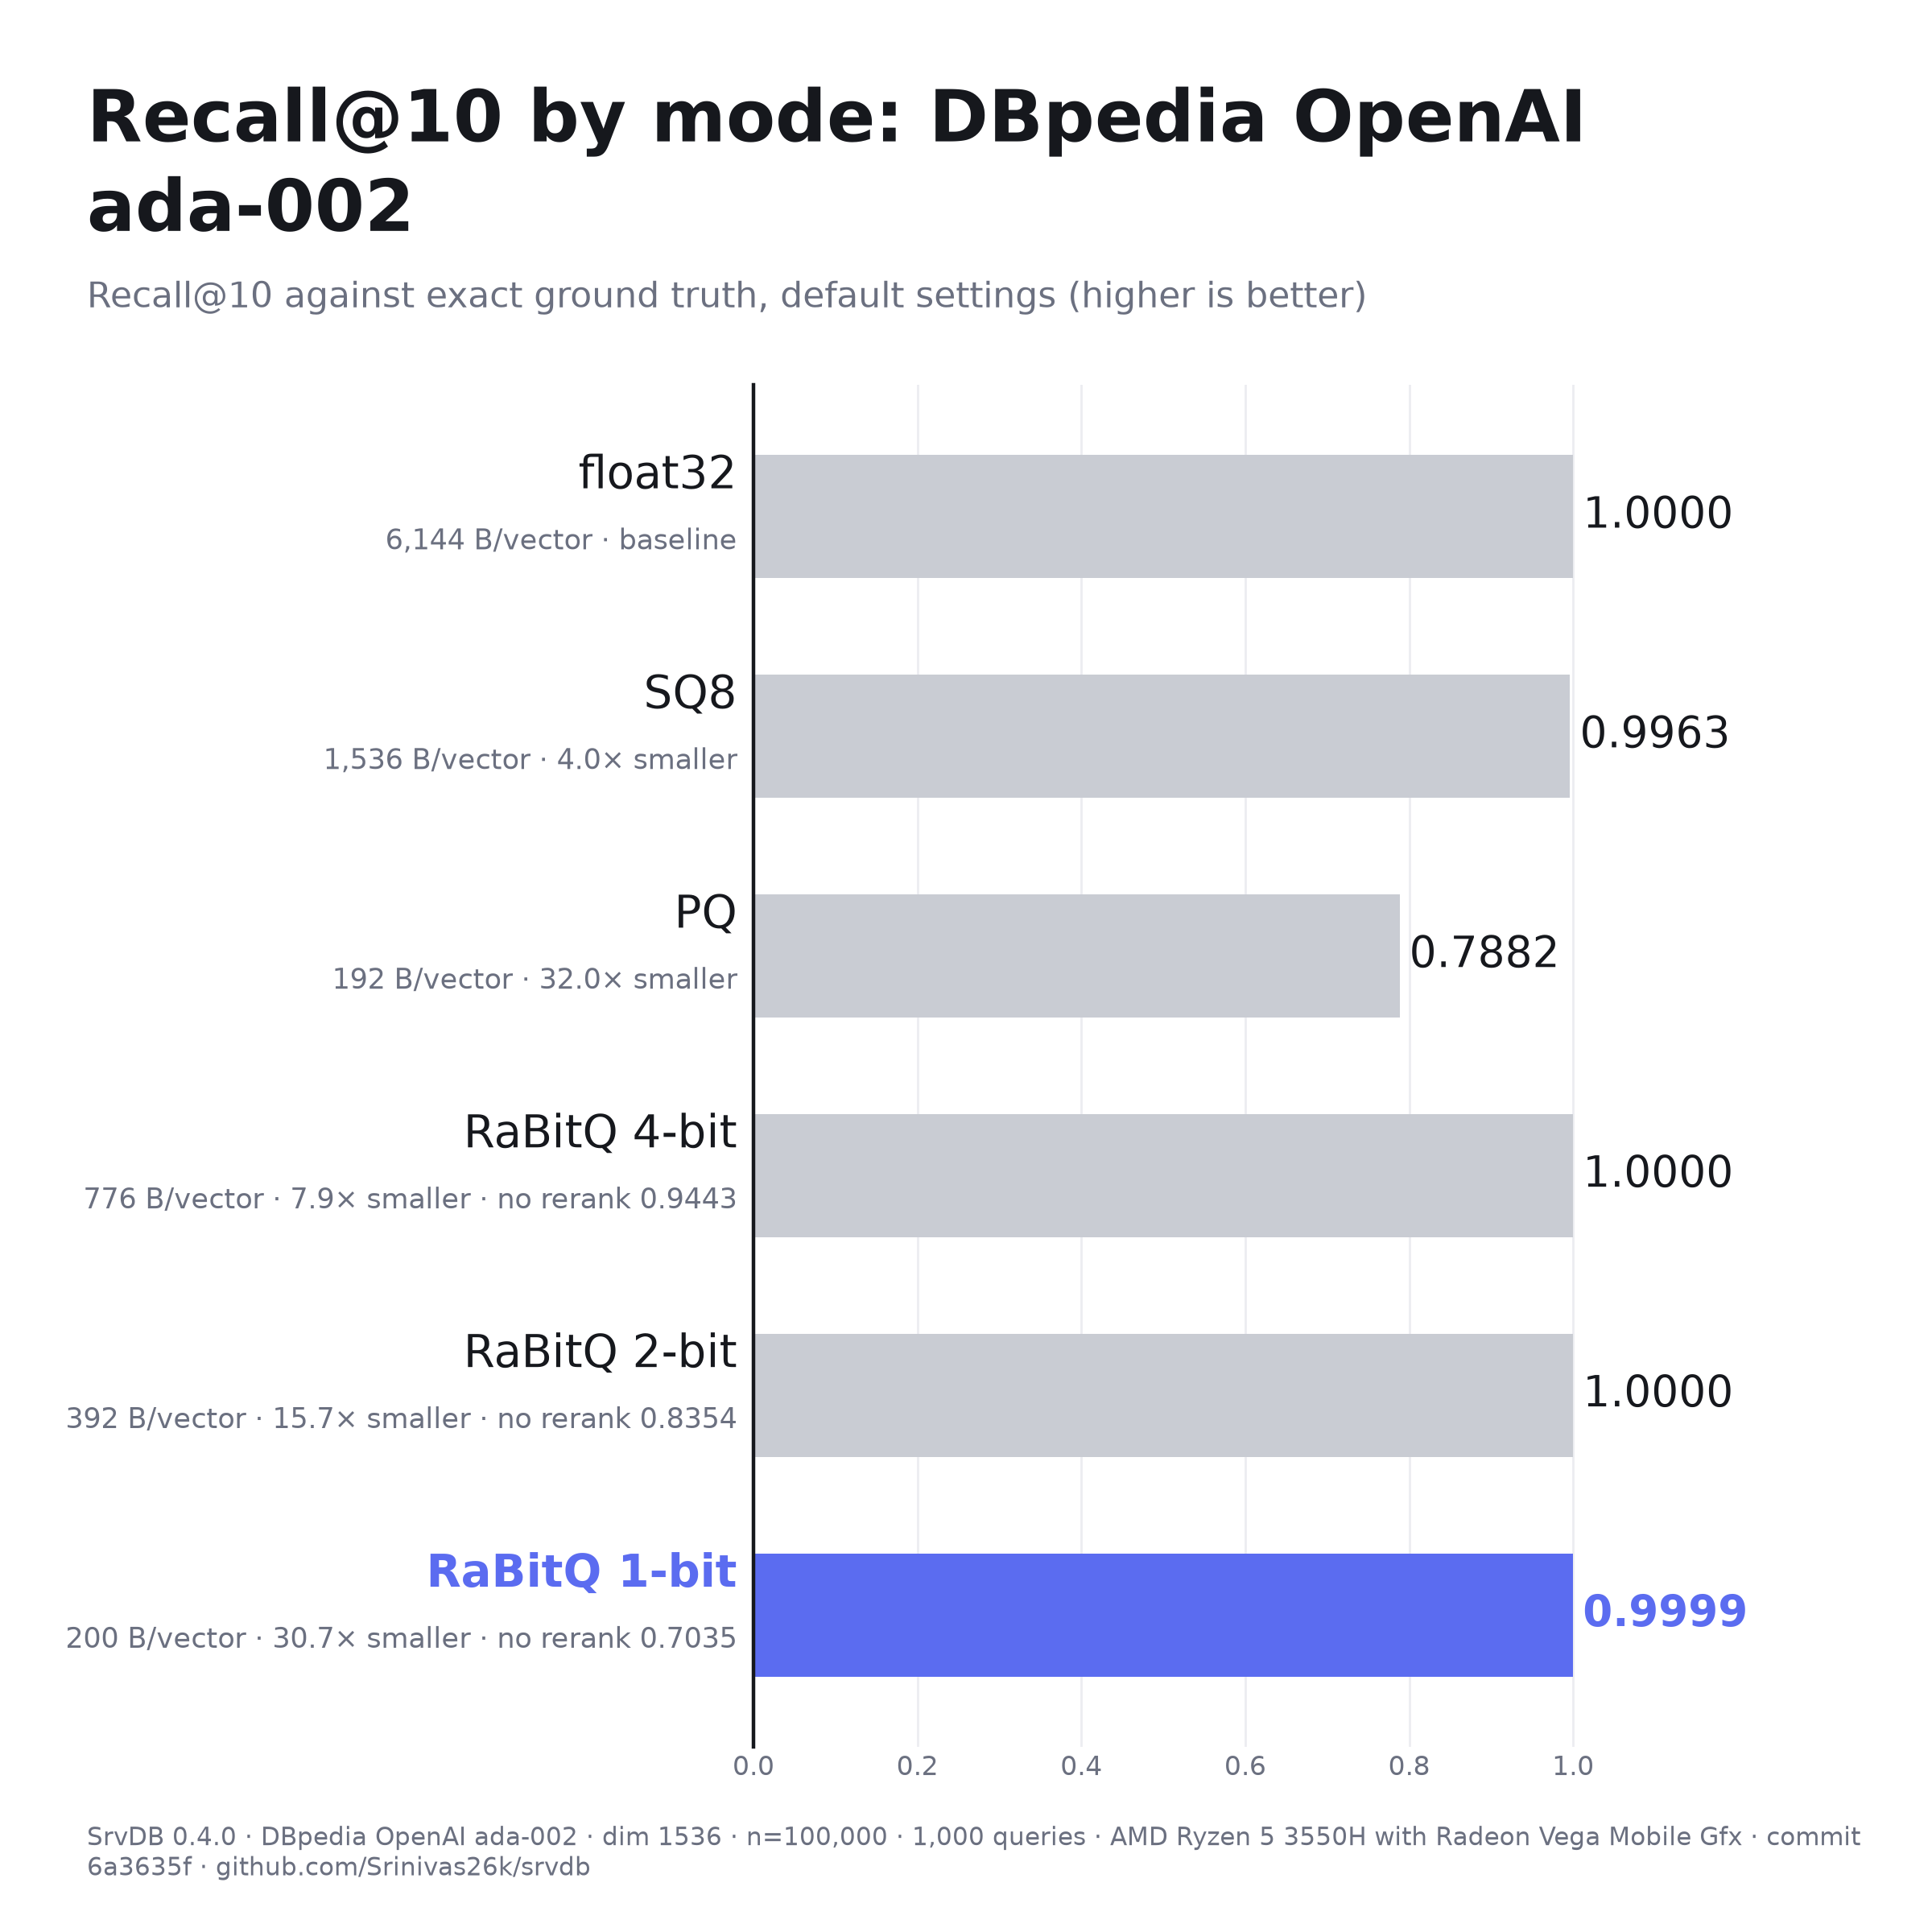 Recall@10 by mode: DBpedia OpenAI
ada-002
Recall@10 against exact ground truth, default settings (higher is better)
float32
6,144 B/vector · baseline
1.0000
SQ8
1,536 B/vector · 4.0× smaller
0.9963
PQ
192 B/vector · 32.0× smaller
0.7882
RaBitQ 4-bit
776 B/vector · 7.9× smaller · no rerank 0.9443
1.0000
RaBitQ 2-bit
392 B/vector · 15.7× smaller · no rerank 0.8354
1.0000
RaBitQ 1-bit
200 B/vector · 30.7× smaller · no rerank 0.7035
0.9999
0.0 0.2 0.4 0.6 0.8 1.0
SrvDB 0.4.0 · DBpedia OpenAI ada-002 · dim 1536 · n=100,000 · 1,000 queries · AMD Ryzen 5 3550H with Radeon Vega Mobile Gfx · commit
6a3635f · github.com/Srinivas26k/srvdb